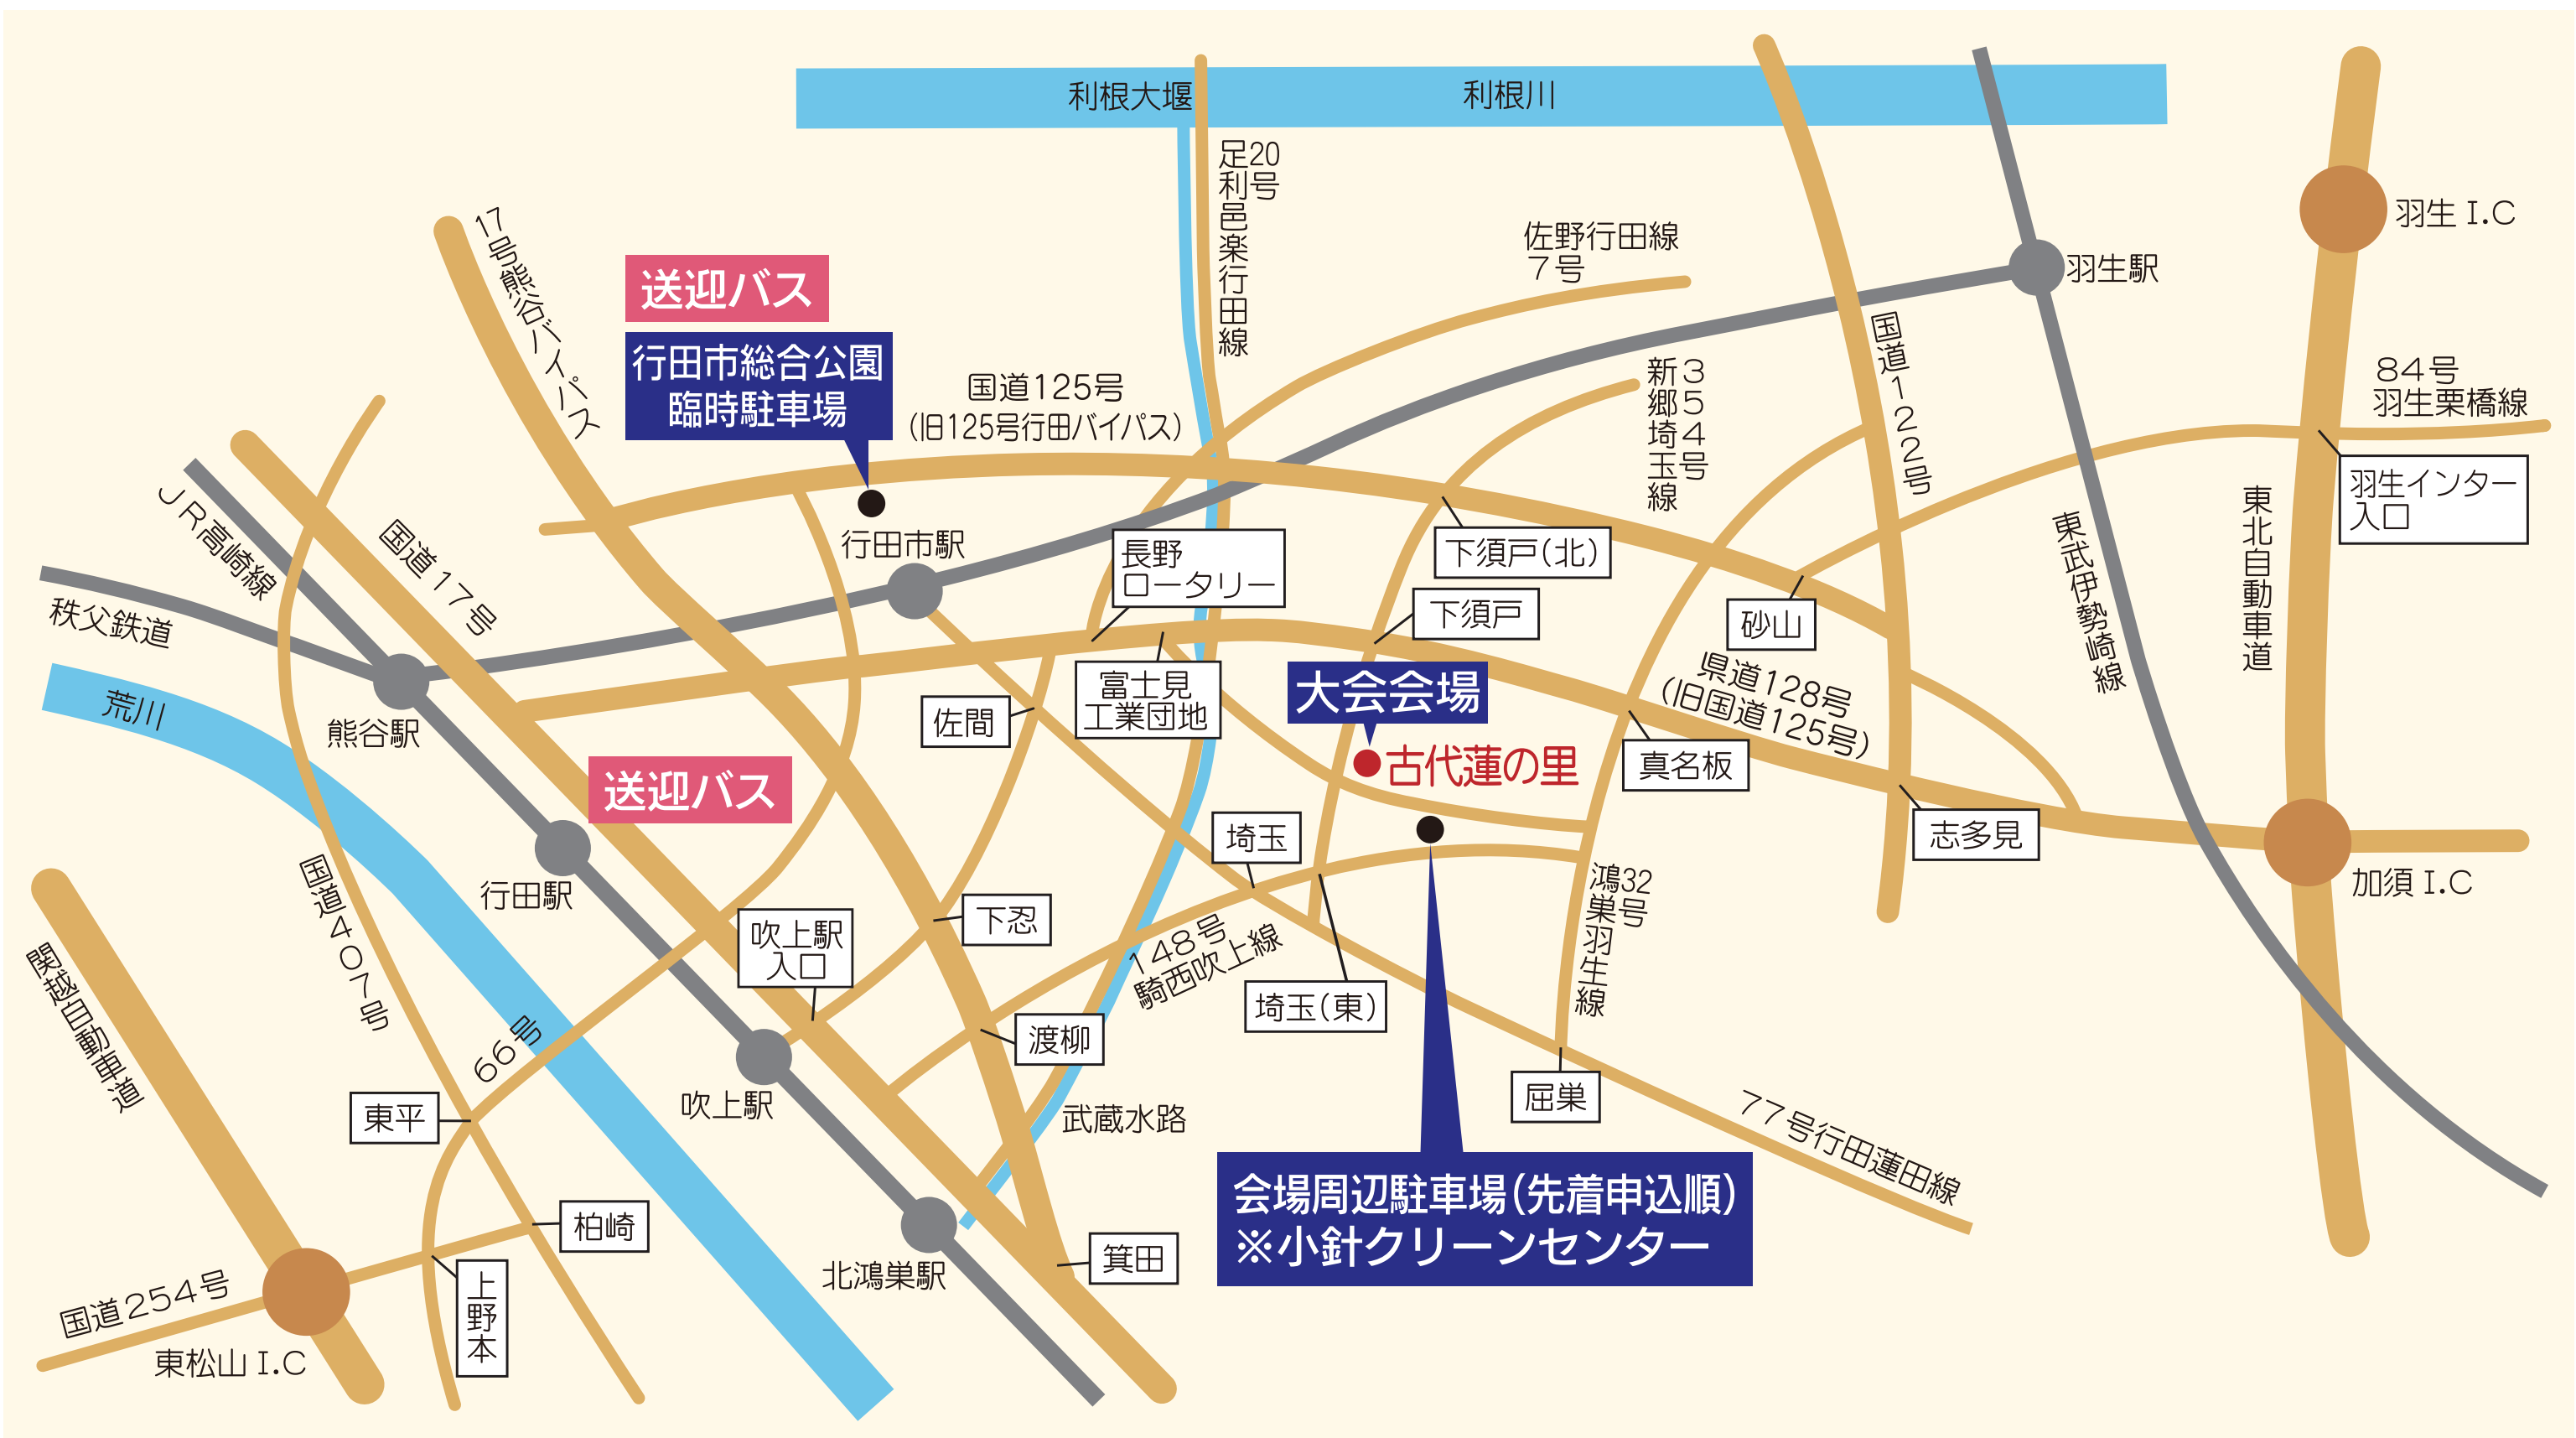 利根大堰
利根川
足利邑楽行田線
20号
17号熊谷バイパス
佐野行田線
7号
羽生 I.C
羽生駅
送迎バス
行田市総合公園
臨時駐車場
国道125号
(旧125号行田バイパス)
新郷埼玉線
354号
国道122号
84号
羽生栗橋線
羽生インター
入口
東北自動車道
東武伊勢崎線
JR高崎線
国道17号
秩父鉄道
荒川
熊谷駅
行田市駅
長野
ロータリー
下須戸(北)
下須戸
砂山
県道128号
(旧国道125号)
富士見
工業団地
佐間
大会会場
古代蓮の里
真名板
志多見
加須 I.C
送迎バス
行田駅
埼玉
国道407号
下忍
吹上駅
入口
148号
騎西吹上線
埼玉(東)
鴻巣羽生線
32号
渡柳
関越自動車道
66号
吹上駅
武蔵水路
東平
屈巣
77号行田蓮田線
会場周辺駐車場(先着申込順)
※小針クリーンセンター
柏崎
箕田
北鴻巣駅
上野本
国道254号
東松山 I.C